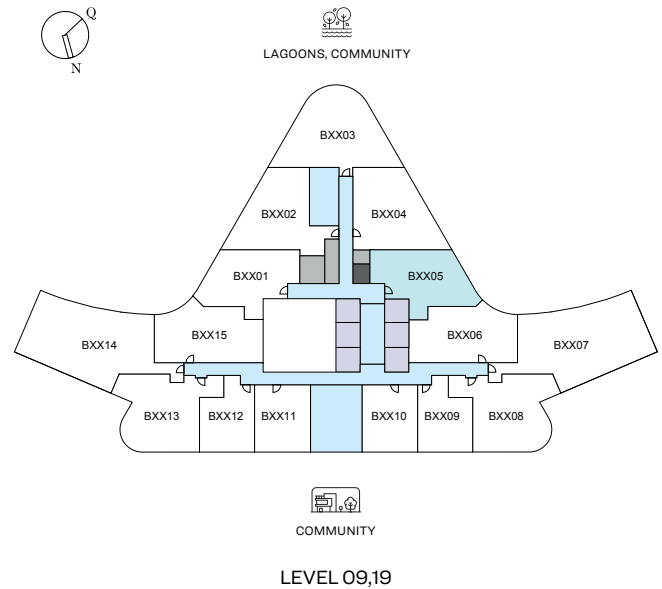 Q
N
LAGOONS, COMMUNITY
BXX03
BXX02
BXX04
BXX01
BXX05
BXX15
BXX06
BXX14
BXX07
BXX13
BXX12
BXX11
BXX10
BXX09
BXX08
COMMUNITY
LEVEL 09,19